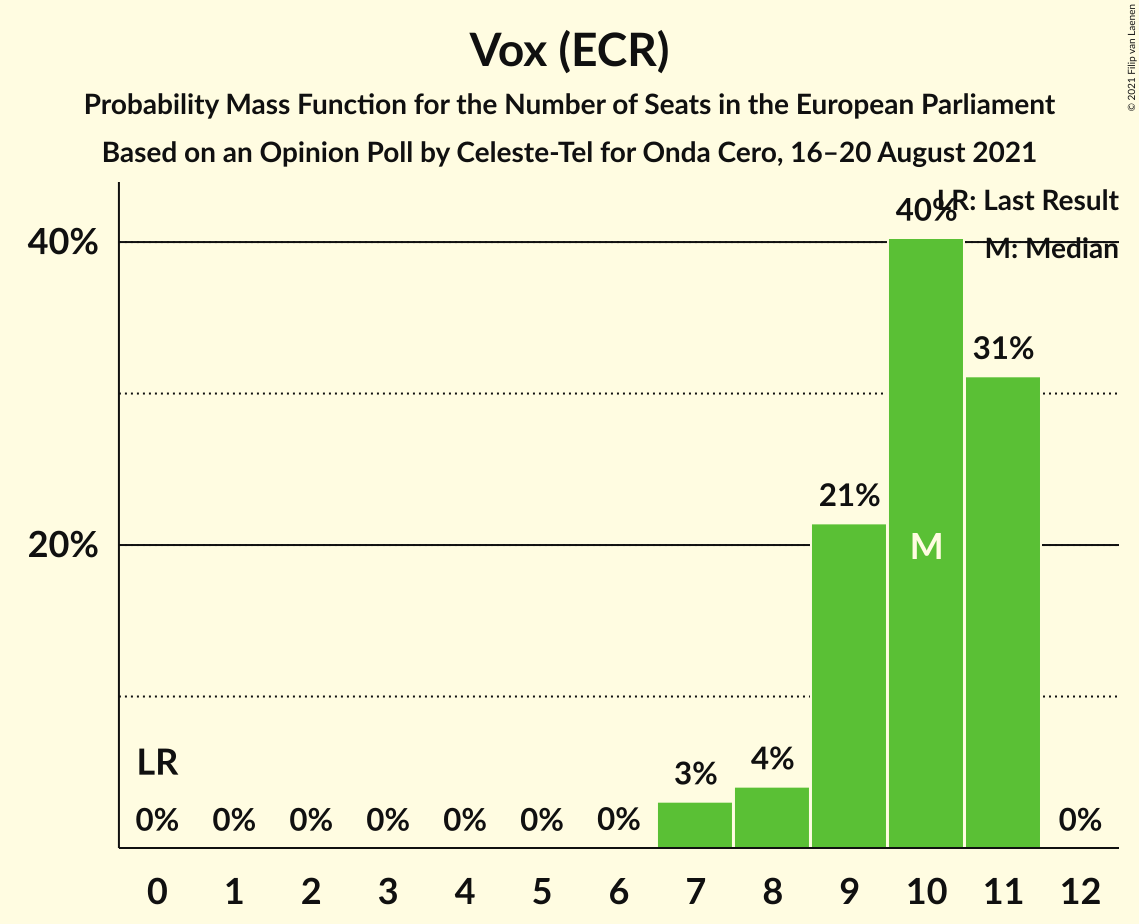 © 2021 Filip van Laenen
Vox (ECR)
Probability Mass Function for the Number of Seats in the European Parliament
Based on an Opinion Poll by Celeste-Tel for Onda Cero, 16–20 August 2021
LR: Last Result
M: Median
40%
20%
LR
0% 0% 0% 0% 0% 0% 0% 3% 4% 21% 40% 31% 0%
M
0 1 2 3 4 5 6 7 8 9 10 11 12